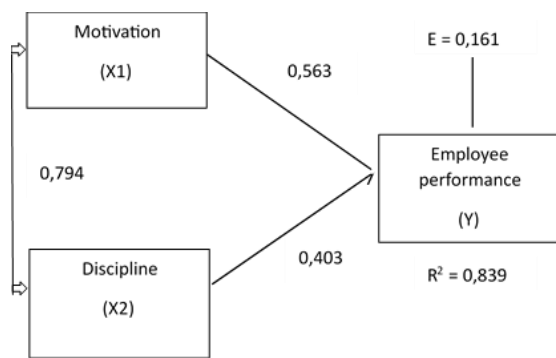 Motivation
(X1)
E = 0,161
0,563
Employee
performance
(Y)
0,794
0,403
Discipline
(X2)
R² = 0,839